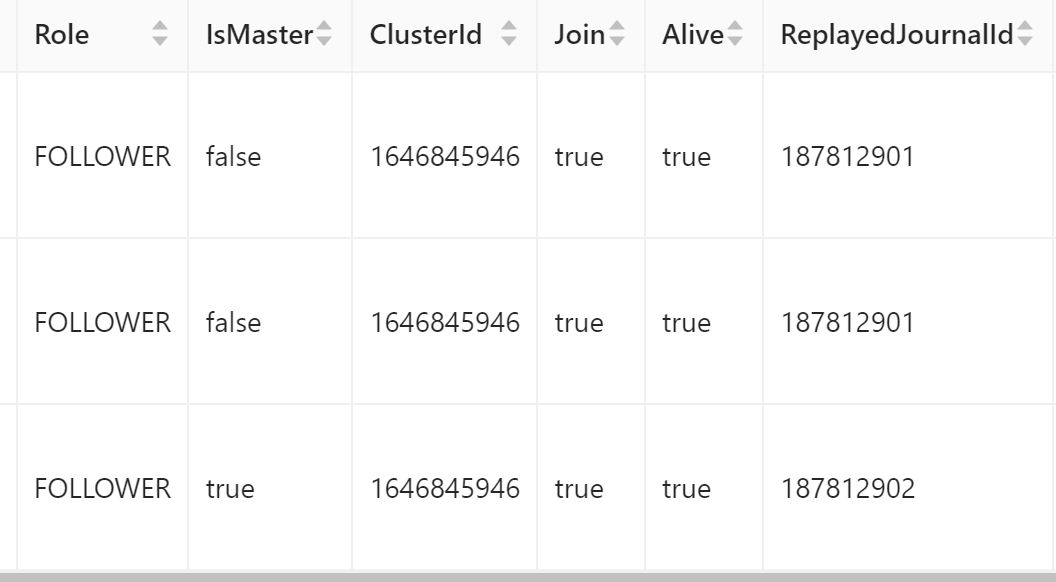 Role IsMaster ClusterId Join Alive ReplayedJournalId
FOLLOWER false 1646845946 true true 187812901
FOLLOWER false 1646845946 true true 187812901
FOLLOWER true 1646845946 true true 187812902